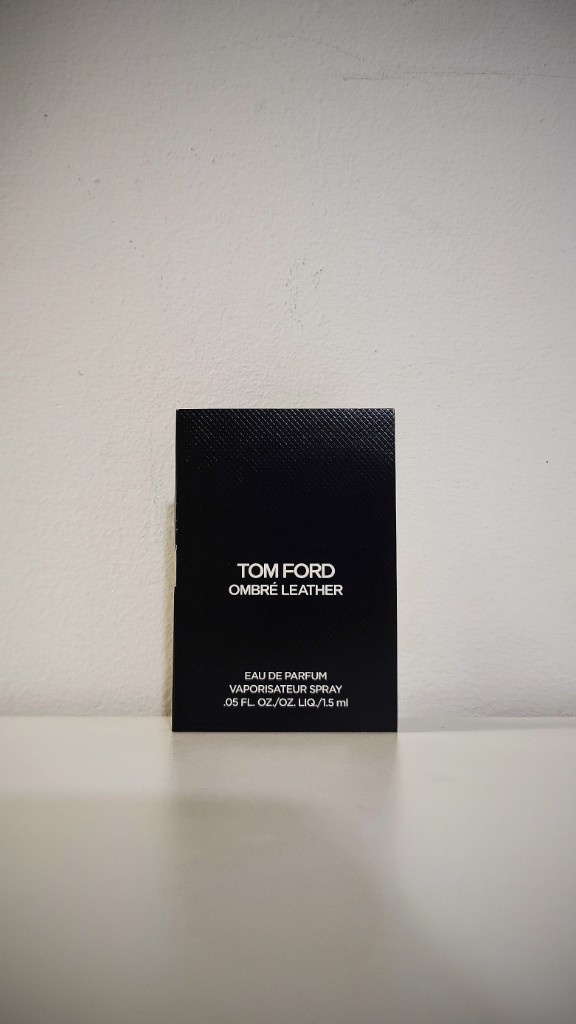 TOM FORD
OMBRÉ LEATHER
EAU DE PARFUM
VAPORISATEUR SPRAY
.05 FL. OZ./OZ. LIQ./1.5 ml